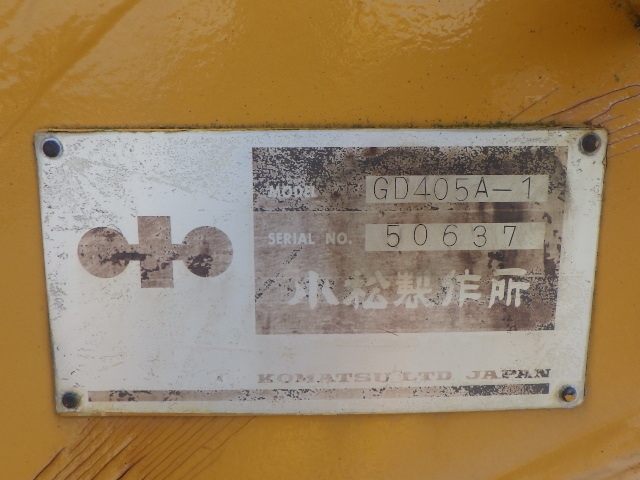 MODEL GD405A-1
SERIAL NO. 50637
小松製作所
KOMATSU LTD. JAPAN